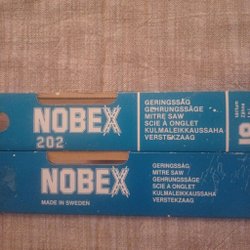 NOBEX
202
GERINGSSÅG
GEHRUNGSSÄGE
MITRE SAW
SCIE À ONGLET
KULMALEIKKAUSSAHA
VERSTEKZAAG
NOBEX
MADE IN SWEDEN
GERINGSSÅG
MITRE SAW
SCIE À ONGLET
GEHRUNGSSÄGE
KULMALEIKKAUSSAHA
VERSTEKZAAG